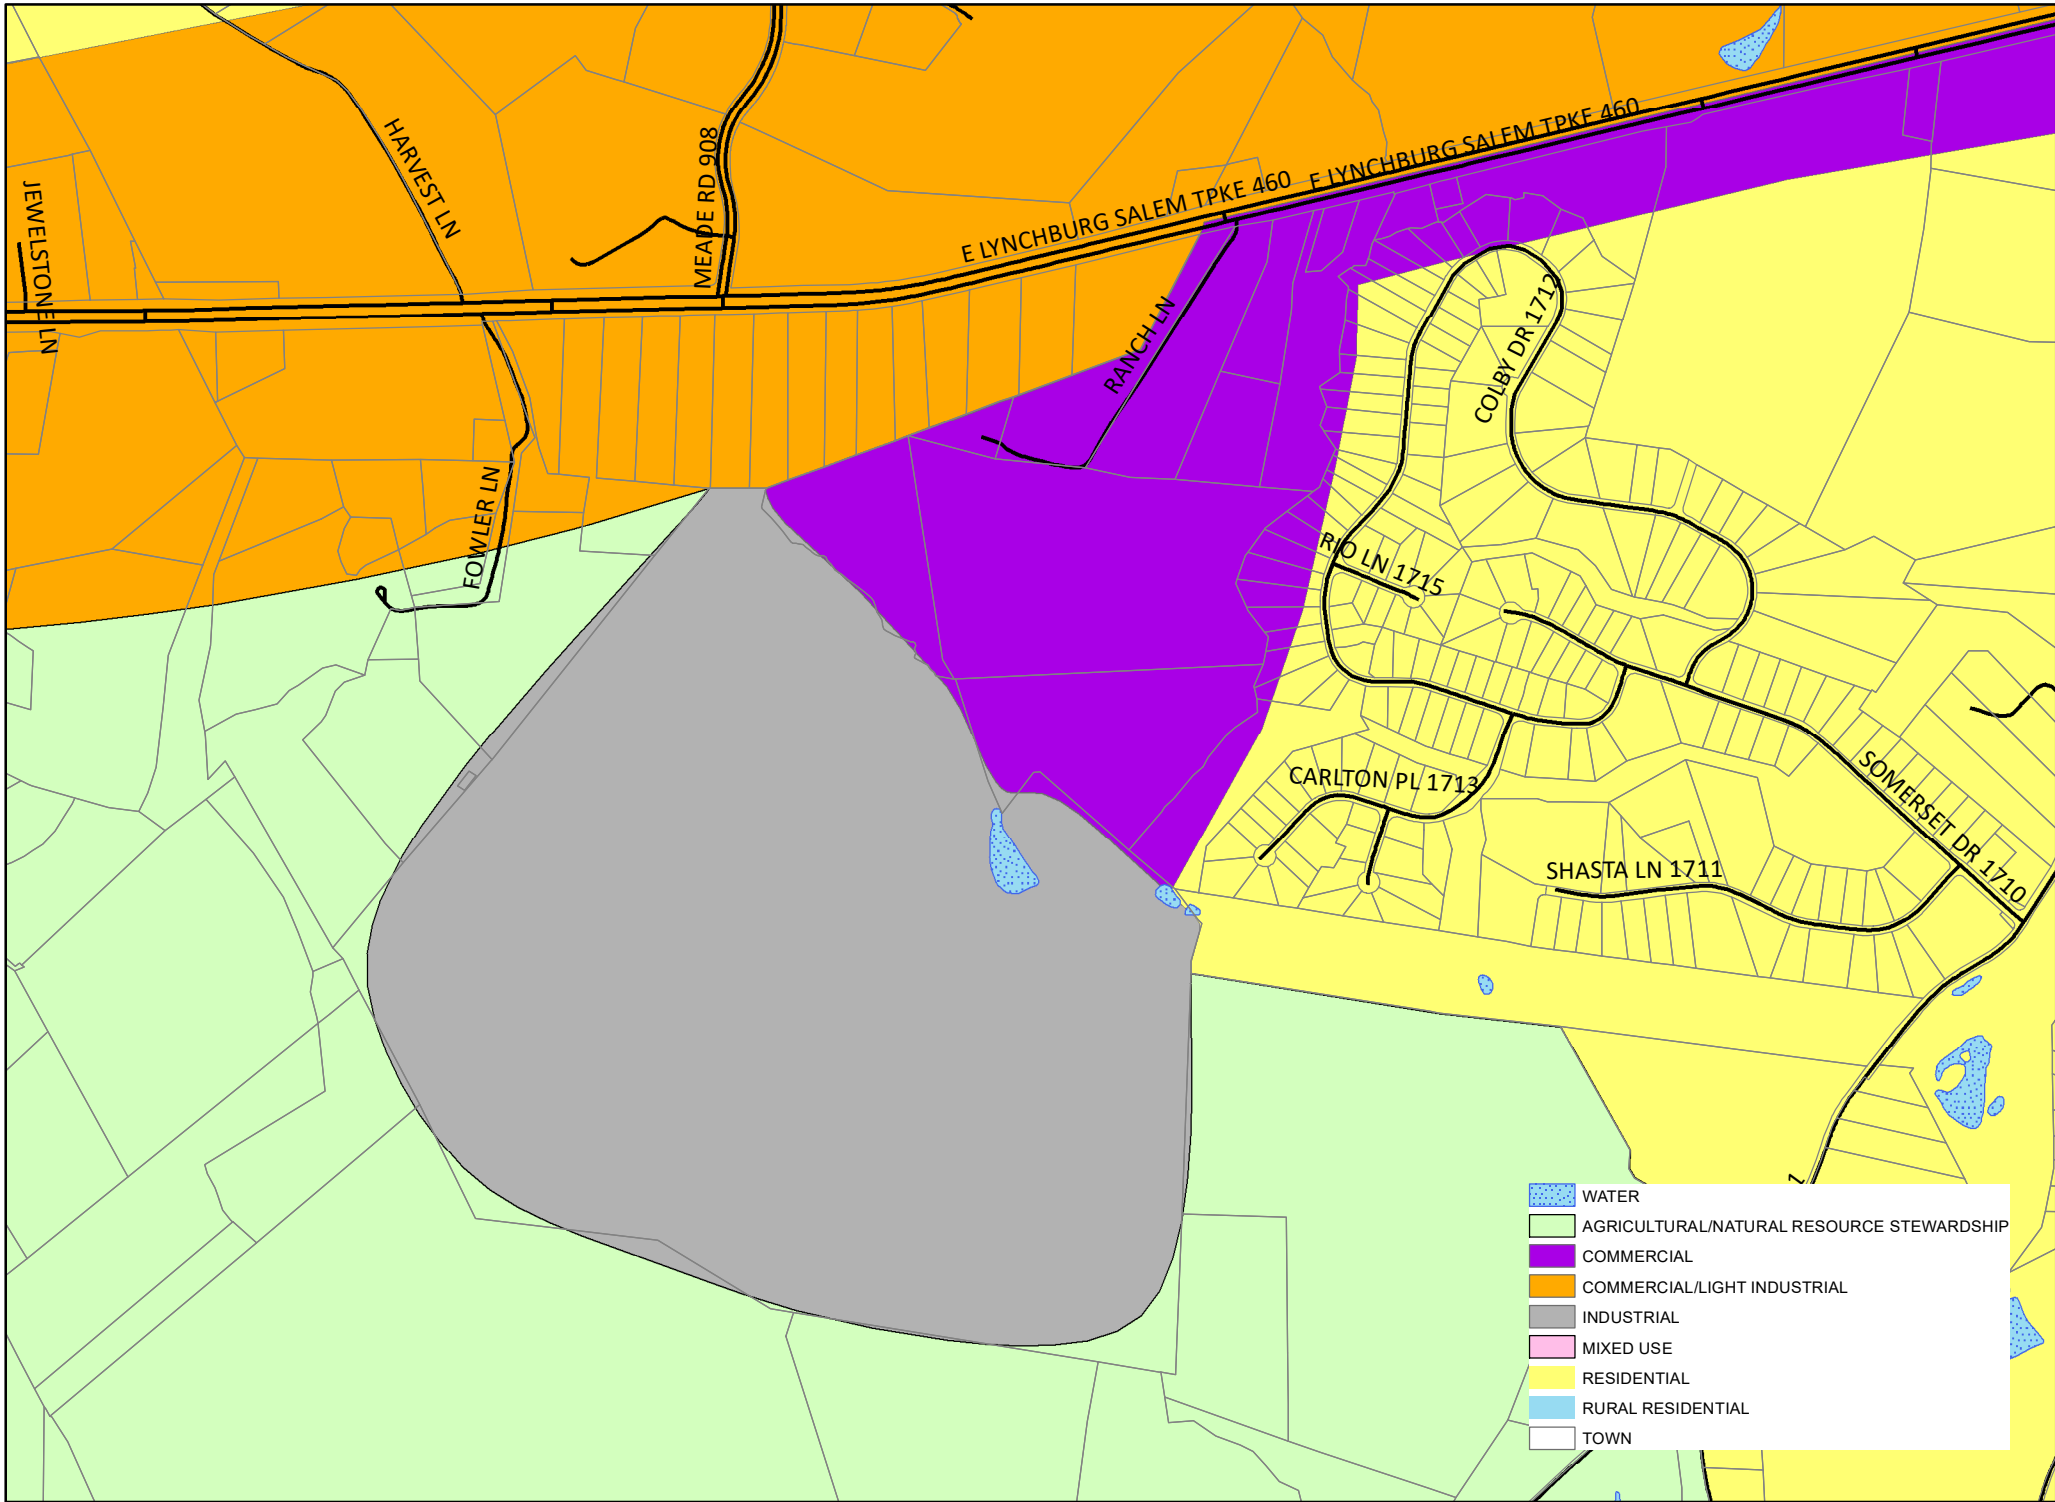 E LYNCHBURG SALEM TPKE 460
E LYNCHBURG SALEM TPKE 460
HARVEST LN
MEADE RD 908
JEWELSTONE LN
RANCH LN
COLBY DR 1712
FOWLER LN
RIO LN 1715
CARLTON PL 1713
SOMERSET DR 1710
SHASTA LN 1711
WATER
AGRICULTURAL/NATURAL RESOURCE STEWARDSHIP
COMMERCIAL
COMMERCIAL/LIGHT INDUSTRIAL
INDUSTRIAL
MIXED USE
RESIDENTIAL
RURAL RESIDENTIAL
TOWN